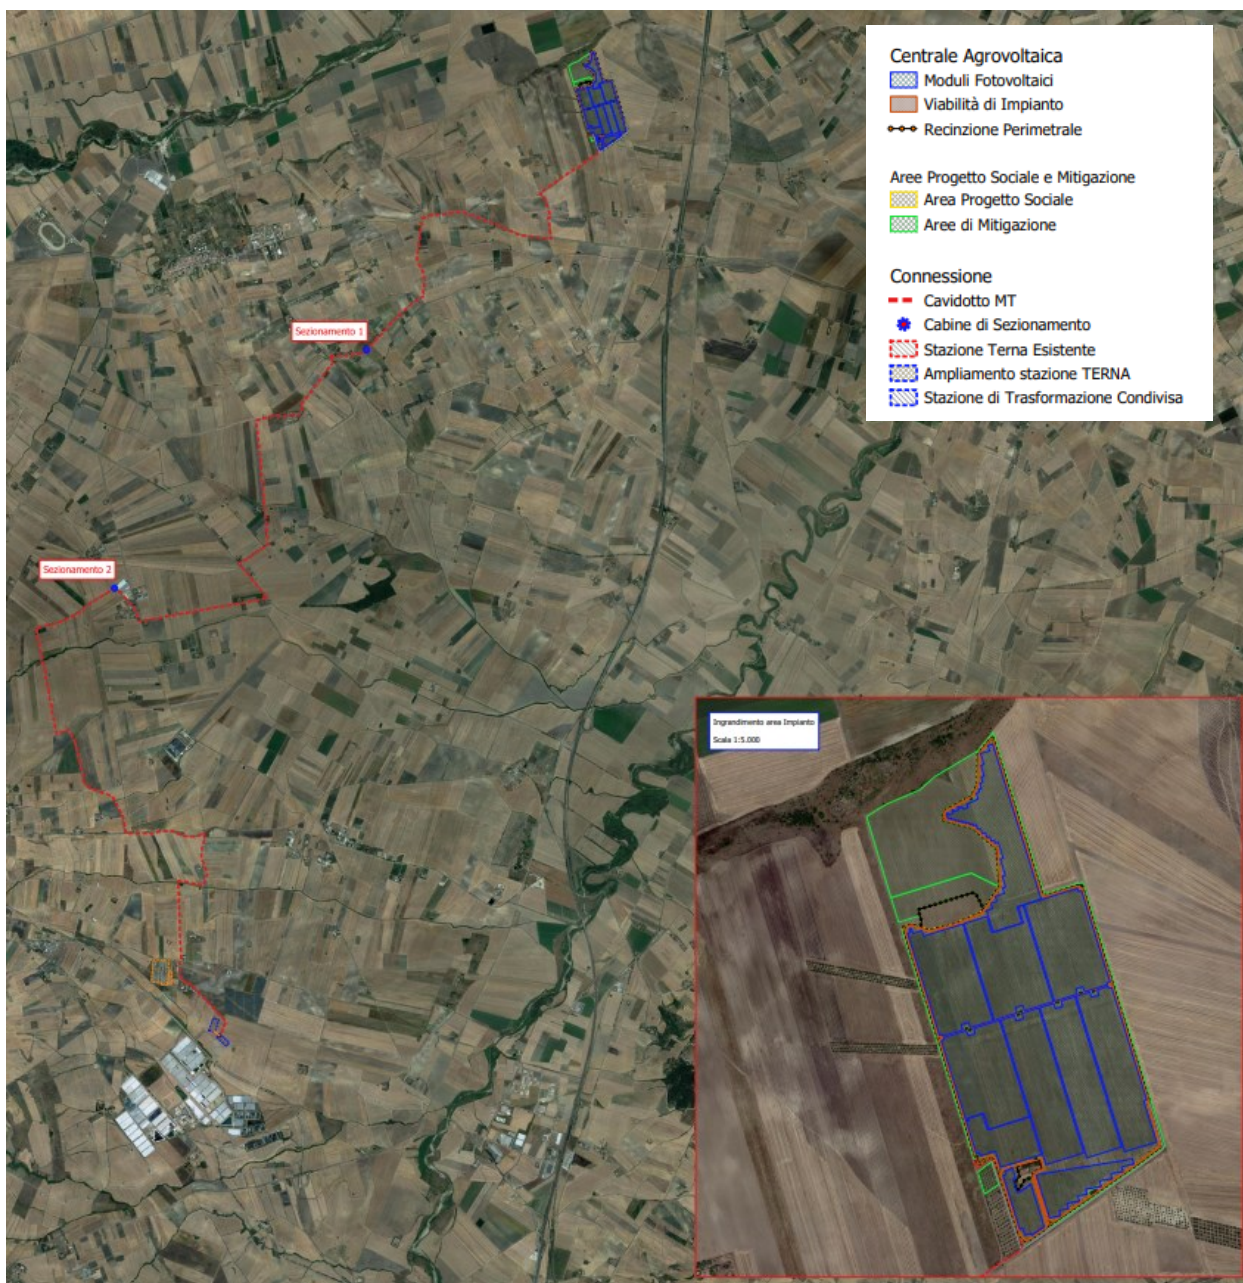 Centrale Agrovoltaica
Moduli Fotovoltaici
Viabilità di Impianto
Recinzione Perimetrale
Aree Progetto Sociale e Mitigazione
Area Progetto Sociale
Aree di Mitigazione
Connessione
Cavidotto MT
Cabine di Sezionamento
Stazione Terna Esistente
Ampliamento stazione TERNA
Stazione di Trasformazione Condivisa
Sezionamento 1
Sezionamento 2
Ingrandimento area Impianto
Scala 1:5.000